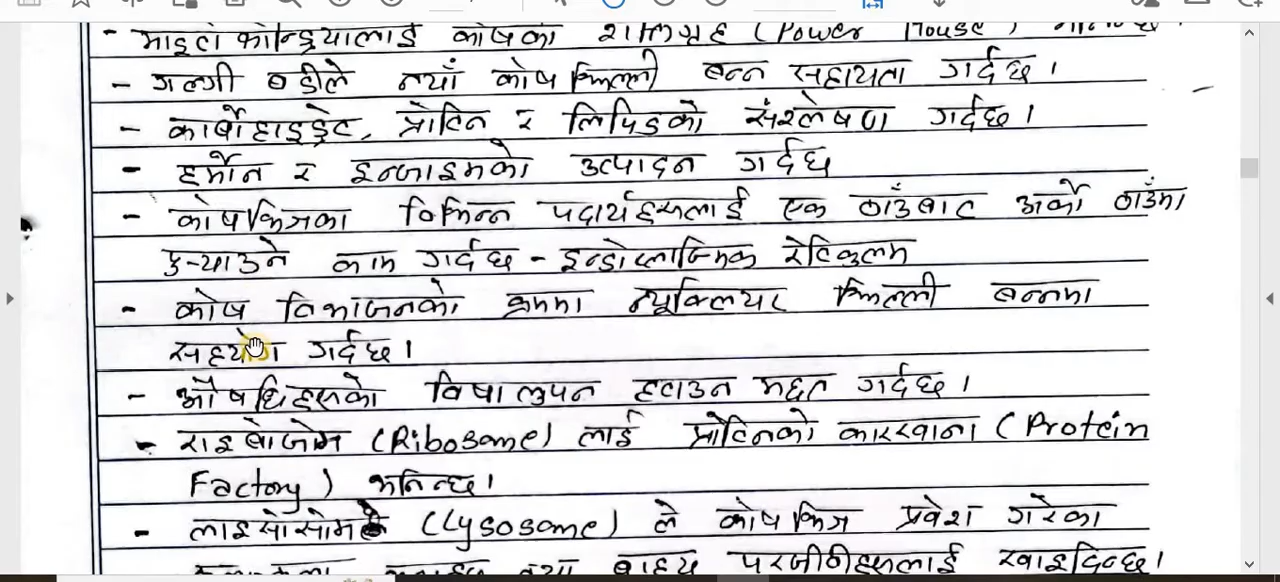 - माइटोकोन्ड्रियालाई कोषको शक्तिगृह (Power House)
- गल्गी बडीले नयाँ कोष झिल्ली बन्न सहायता गर्दछ ।
- कार्बोहाइड्रेट, प्रोटिन र लिपिडको संश्लेषण गर्दछ ।
- हर्मोन र इन्जाइमको उत्पादन गर्दछ
- कोषभित्रका विभिन्न पदार्थहरूलाई एक ठाँउबाट अर्को ठाँउमा
पुऱ्याउने काम गर्दछ - इन्डोप्लाज्मिक रेटिकुलम
- कोष विभाजनको क्रममा न्यूक्लियर झिल्ली बन्नमा
सहयोग गर्दछ ।
- औषधिहरूको विषालुपन हटाउन मद्दत गर्दछ ।
- राइबोजोम (Ribosome) लाई प्रोटिनको कारखाना (Protein
Factory) भनिन्छ ।
- लाइसोसोम (Lysosome) ले कोषभित्र प्रवेश गरेका
तथा बाह्य परजीवीहरूलाई खाइदिन्छ ।